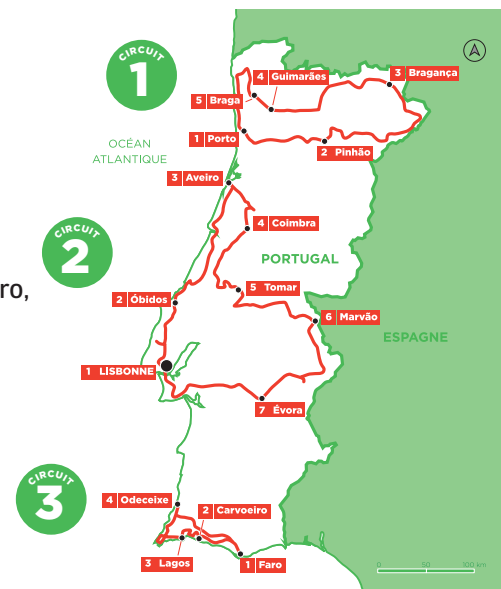 CIRCUIT
1
4 Guimarães
3 Bragança
5 Braga
1 Porto
2 Pinhão
OCÉAN
ATLANTIQUE
3 Aveiro
CIRCUIT
2
4 Coimbra
PORTUGAL
ro,
5 Tomar
2 Óbidos
6 Marvão
ESPAGNE
1 LISBONNE
7 Évora
CIRCUIT
3
4 Odeceixe
2 Carvoeiro
3 Lagos
1 Faro
0 50 100 km